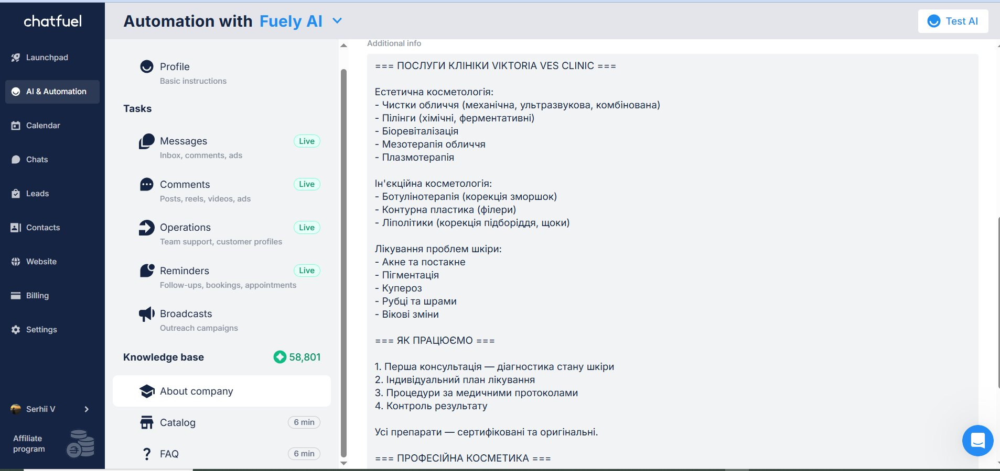 chatfuel
Launchpad
AI & Automation
Calendar
Chats
Leads
Contacts
Website
Billing
Settings
Serhii V
Affiliate
program
Automation with Fuely AI
Test AI
Profile
Basic instructions
Tasks
Messages
Live
Inbox, comments, ads
Comments
Live
Posts, reels, videos, ads
Operations
Live
Team support, customer profiles
Reminders
Live
Follow-ups, bookings, appointments
Broadcasts
Outreach campaigns
Knowledge base
58,801
About company
Catalog
6 min
FAQ
6 min
Additional info
=== ПОСЛУГИ КЛІНІКИ VIKTORIA VES CLINIC ===
Естетична косметологія:
- Чистки обличчя (механічна, ультразвукова, комбінована)
- Пілінги (хімічні, ферментативні)
- Біоревіталізація
- Мезотерапія обличчя
- Плазмотерапія
Ін'єкційна косметологія:
- Ботулінотерапія (корекція зморшок)
- Контурна пластика (філери)
- Ліполітики (корекція підборіддя, щоки)
Лікування проблем шкіри:
- Акне та постакне
- Пігментація
- Купероз
- Рубці та шрами
- Вікові зміни
=== ЯК ПРАЦЮЄМО ===
1. Перша консультація — діагностика стану шкіри
2. Індивідуальний план лікування
3. Процедури за медичними протоколами
4. Контроль результату
Усі препарати — сертифіковані та оригінальні.
=== ПРОФЕСІЙНА КОСМЕТИКА ===